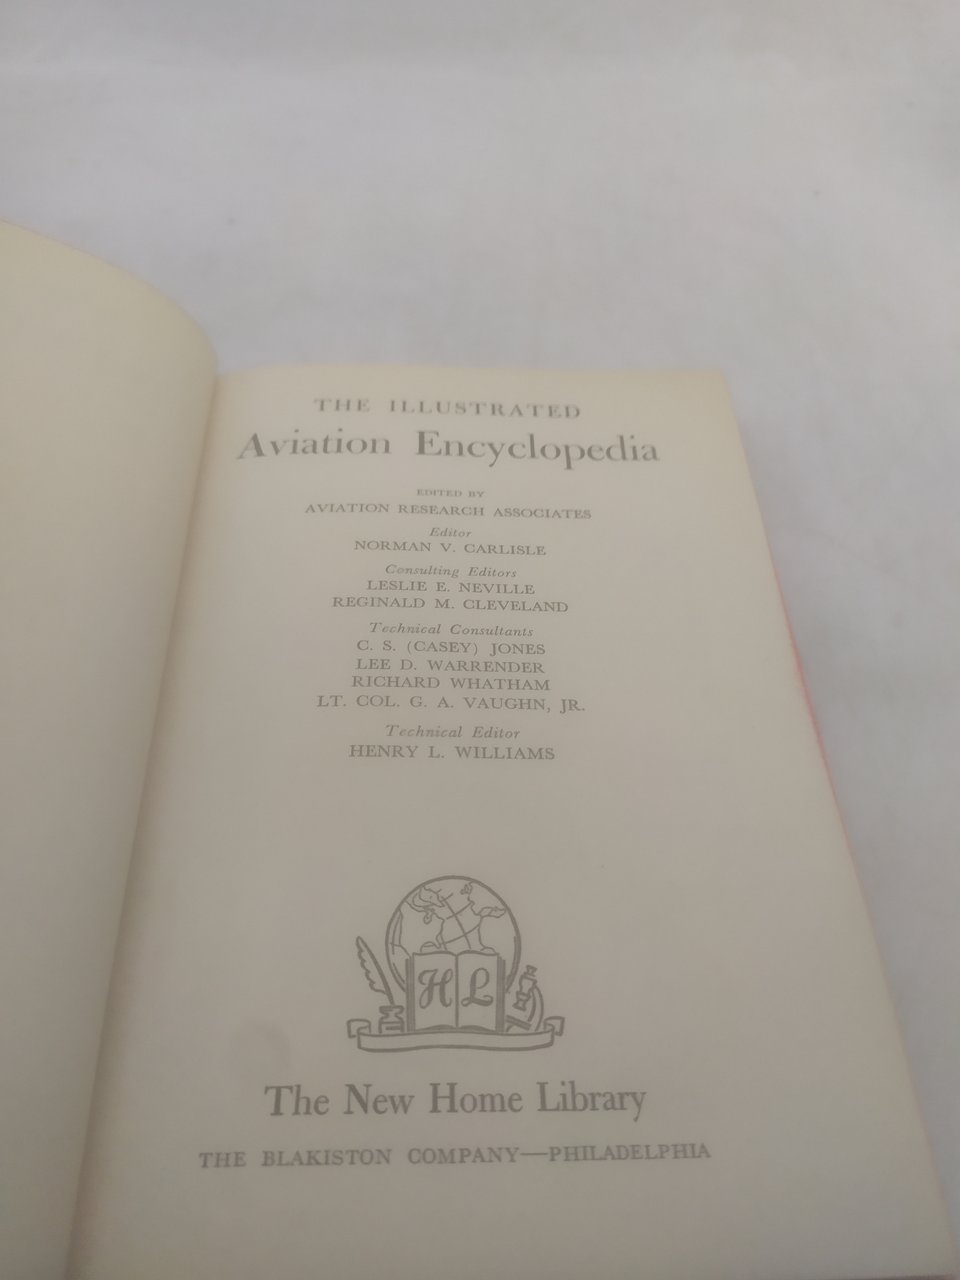 THE ILLUSTRATED
Aviation Encyclopedia
EDITED BY
AVIATION RESEARCH ASSOCIATES
Editor
NORMAN V. CARLISLE
Consulting Editors
LESLIE E. NEVILLE
REGINALD M. CLEVELAND
Technical Consultants
C. S. (CASEY) JONES
LEE D. WARRENDER
RICHARD WHATHAM
LT. COL. G. A. VAUGHN, JR.
Technical Editor
HENRY L. WILLIAMS
H L
The New Home Library
THE BLAKISTON COMPANY—PHILADELPHIA